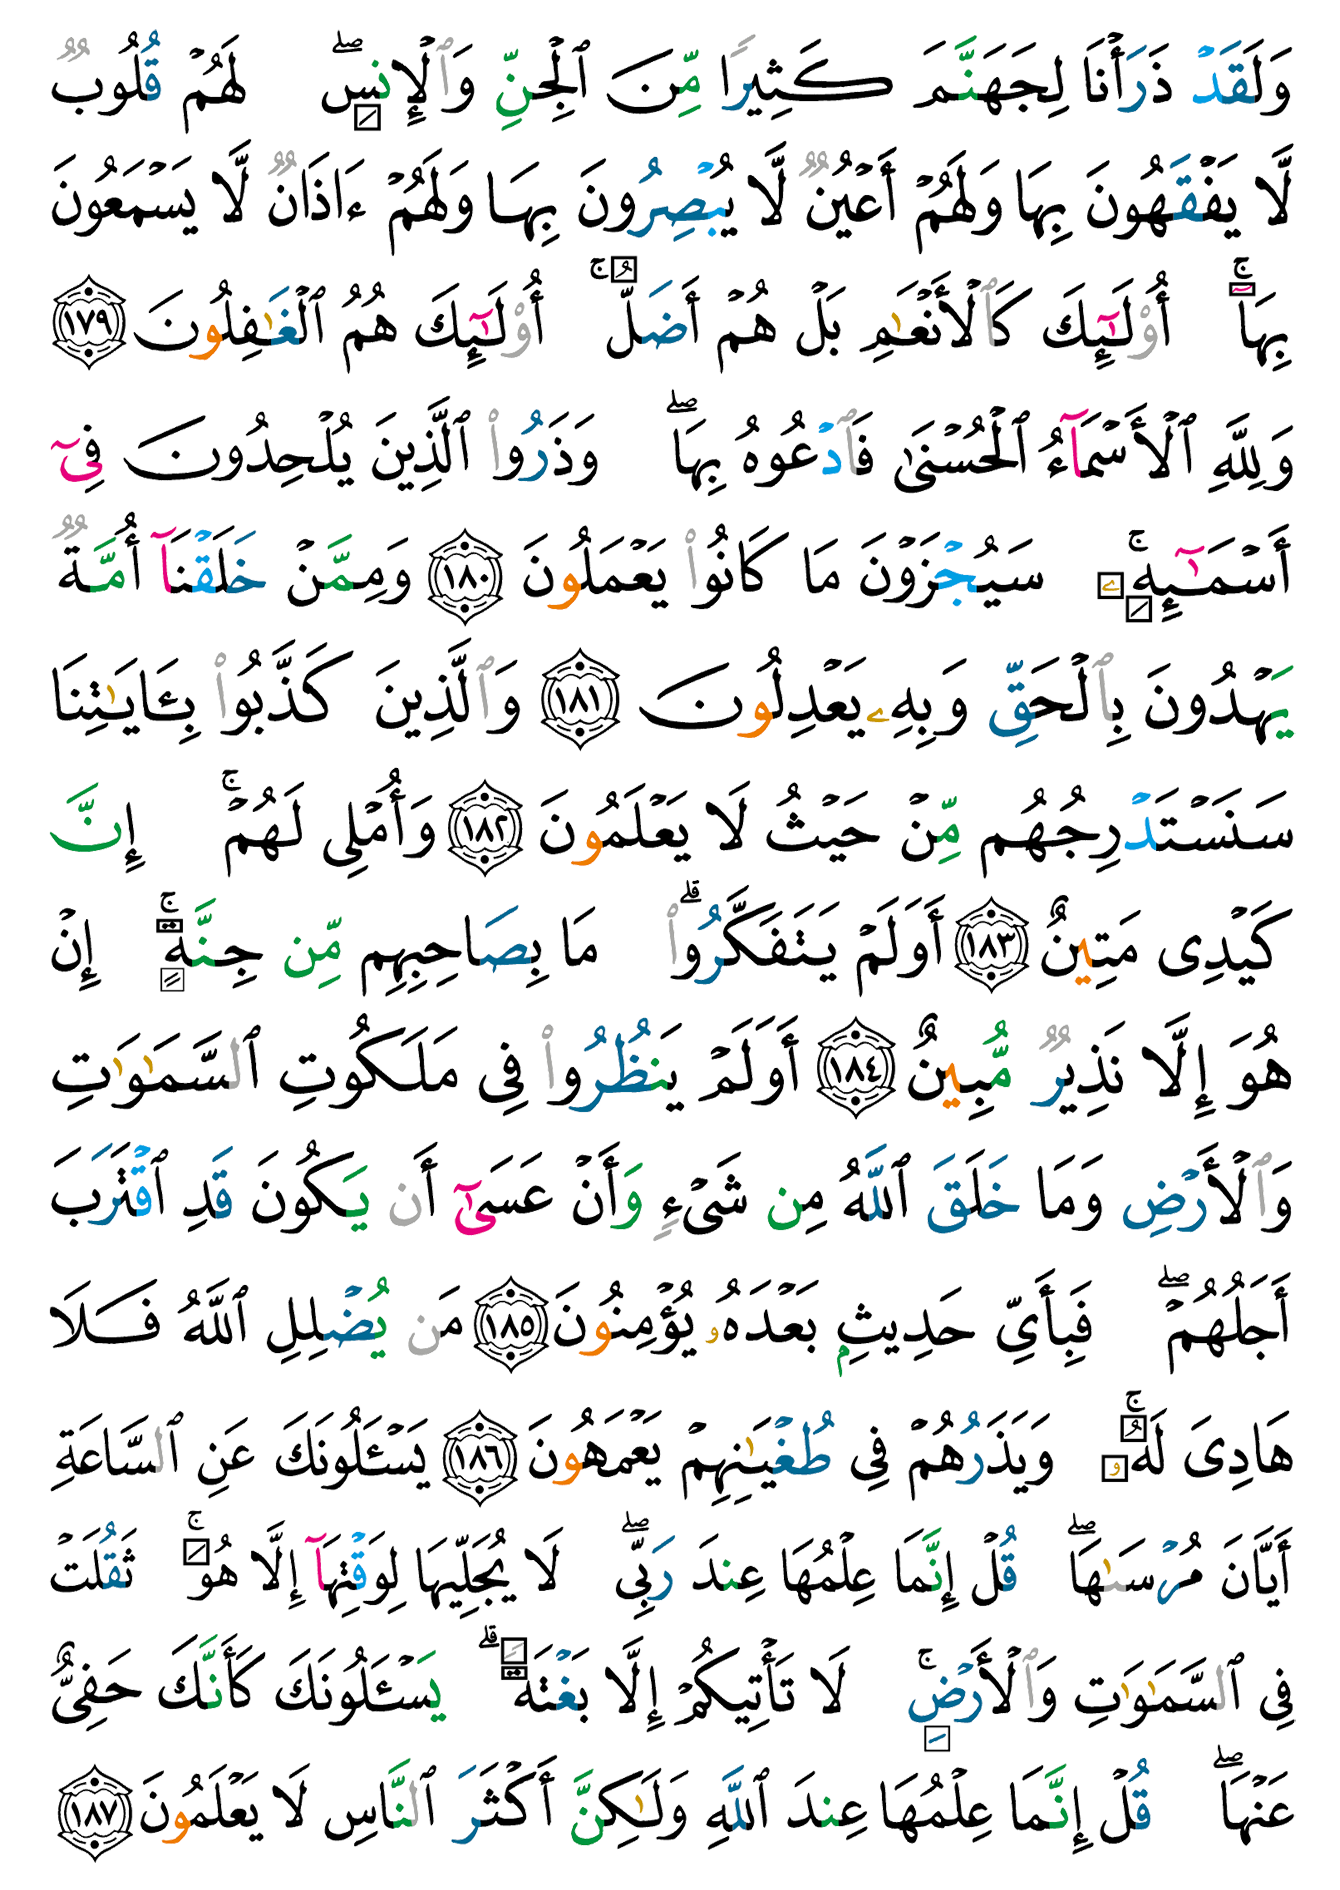 وَلَقَدْ ذَرَأْنَا لِجَهَنَّمَ كَثِيرًا مِّنَ ٱلْجِنِّ وَٱلْإِنسِ ۖ لَهُمْ قُلُوبٌ
لَّا يَفْقَهُونَ بِهَا وَلَهُمْ أَعْيُنٌ لَّا يُبْصِرُونَ بِهَا وَلَهُمْ ءَاذَانٌ لَّا يَسْمَعُونَ
بِهَآ ۚ أُو۟لَـٰٓئِكَ كَٱلْأَنْعَـٰمِ بَلْ هُمْ أَضَلُّ ۚ أُو۟لَـٰٓئِكَ هُمُ ٱلْغَـٰفِلُونَ ١٧٩
وَلِلَّهِ ٱلْأَسْمَآءُ ٱلْحُسْنَىٰ فَٱدْعُوهُ بِهَا ۖ وَذَرُوا۟ ٱلَّذِينَ يُلْحِدُونَ فِىٓ
أَسْمَـٰٓئِهِۦ ۚ سَيُجْزَوْنَ مَا كَانُوا۟ يَعْمَلُونَ ١٨٠ وَمِمَّنْ خَلَقْنَآ أُمَّةٌ
يَهْدُونَ بِٱلْحَقِّ وَبِهِۦ يَعْدِلُونَ ١٨١ وَٱلَّذِينَ كَذَّبُوا۟ بِـَٔايَـٰتِنَا
سَنَسْتَدْرِجُهُم مِّنْ حَيْثُ لَا يَعْلَمُونَ ١٨٢ وَأُمْلِى لَهُمْ ۚ إِنَّ
كَيْدِى مَتِينٌ ١٨٣ أَوَلَمْ يَتَفَكَّرُوا۟ ۗ مَا بِصَاحِبِهِم مِّن جِنَّةٍ ۚ إِنْ
هُوَ إِلَّا نَذِيرٌ مُّبِينٌ ١٨٤ أَوَلَمْ يَنظُرُوا۟ فِى مَلَكُوتِ ٱلسَّمَـٰوَٰتِ
وَٱلْأَرْضِ وَمَا خَلَقَ ٱللَّهُ مِن شَىْءٍ وَأَنْ عَسَىٰٓ أَن يَكُونَ قَدِ ٱقْتَرَبَ
أَجَلُهُمْ ۖ فَبِأَىِّ حَدِيثٍۭ بَعْدَهُۥ يُؤْمِنُونَ ١٨٥ مَن يُضْلِلِ ٱللَّهُ فَلَا
هَادِىَ لَهُۥ ۚ وَيَذَرُهُمْ فِى طُغْيَـٰنِهِمْ يَعْمَهُونَ ١٨٦ يَسْـَٔلُونَكَ عَنِ ٱلسَّاعَةِ
أَيَّانَ مُرْسَىٰهَا ۖ قُلْ إِنَّمَا عِلْمُهَا عِندَ رَبِّى ۖ لَا يُجَلِّيهَا لِوَقْتِهَآ إِلَّا هُوَ ۚ ثَقُلَتْ
فِى ٱلسَّمَـٰوَٰتِ وَٱلْأَرْضِ ۚ لَا تَأْتِيكُمْ إِلَّا بَغْتَةً ۗ يَسْـَٔلُونَكَ كَأَنَّكَ حَفِىٌّ
عَنْهَا ۖ قُلْ إِنَّمَا عِلْمُهَا عِندَ ٱللَّهِ وَلَـٰكِنَّ أَكْثَرَ ٱلنَّاسِ لَا يَعْلَمُونَ ١٨٧